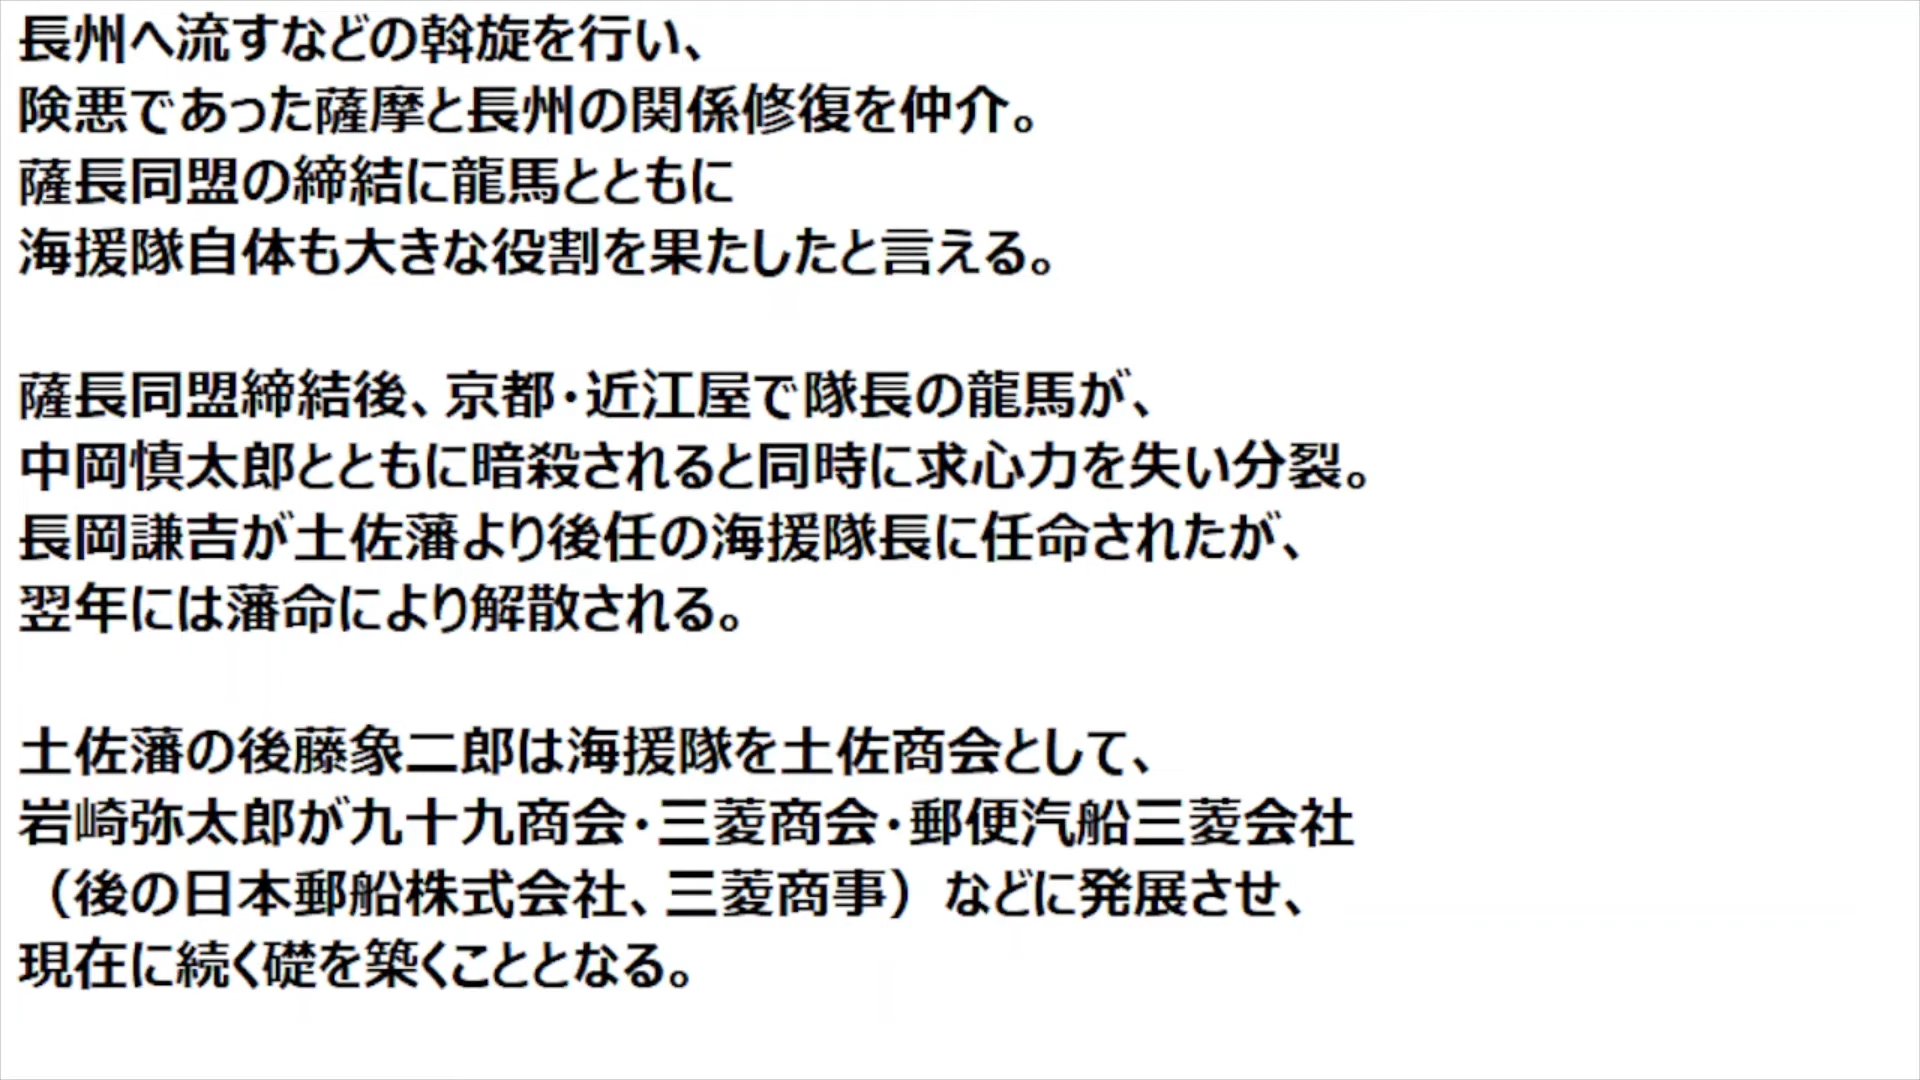 長州へ流すなどの斡旋を行い、
険悪であった薩摩と長州の関係修復を仲介。
薩長同盟の締結に龍馬とともに
海援隊自体も大きな役割を果たしたと言える。
薩長同盟締結後、京都・近江屋で隊長の龍馬が、
中岡慎太郎とともに暗殺されると同時に求心力を失い分裂。
長岡謙吉が土佐藩より後任の海援隊長に任命されたが、
翌年には藩命により解散される。
土佐藩の後藤象二郎は海援隊を土佐商会として、
岩崎弥太郎が九十九商会・三菱商会・郵便汽船三菱会社
（後の日本郵船株式会社、三菱商事）などに発展させ、
現在に続く礎を築くこととなる。